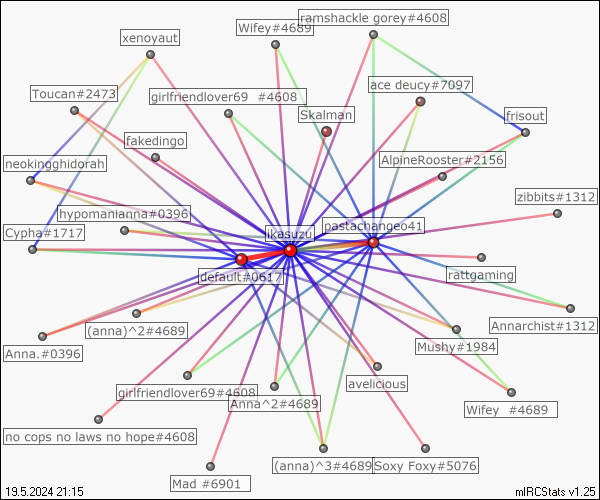 ramshackle gorey#4608
Wifey#4689
xenoyaut
ace deucy#7097
Toucan#2473
girlfriendlover69 #4608
Skalman
frisout
fakedingo
AlpineRooster#2156
neokingghidorah
zibbits#1312
hypomanianna#0396
pastachangeo41
Cypha#1717
ikasuzu
default#0617
rattgaming
Annarchist#1312
(anna)^2#4689
Mushy#1984
Anna.#0396
avelicious
girlfriendlover69#4608
Anna^2#4689
Wifey #4689
no cops no laws no hope#4608
(anna)^3#4689
Soxy Foxy#5076
Mad #6901
19.5.2024 21:15
mIRCStats v1.25